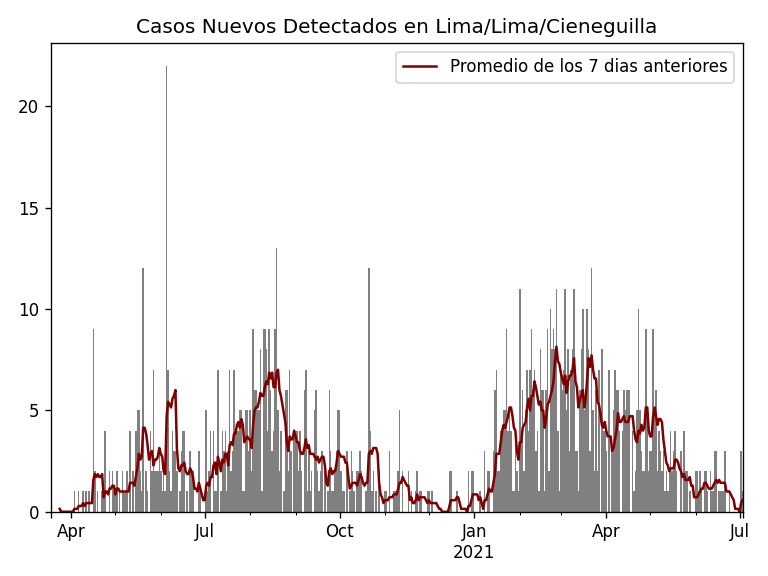 Casos Nuevos Detectados en Lima/Lima/Cieneguilla
Promedio de los 7 dias anteriores
20
15
10
5
0
Apr Jul Oct Jan Apr Jul
2021